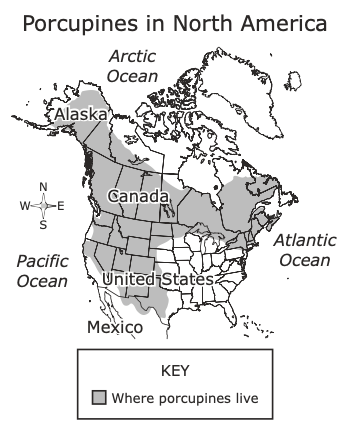 Porcupines in North America
Arctic
Ocean
Alaska
Canada
N
W E
S
Atlantic
Ocean
Pacific
Ocean
United States
Mexico
KEY
Where porcupines live